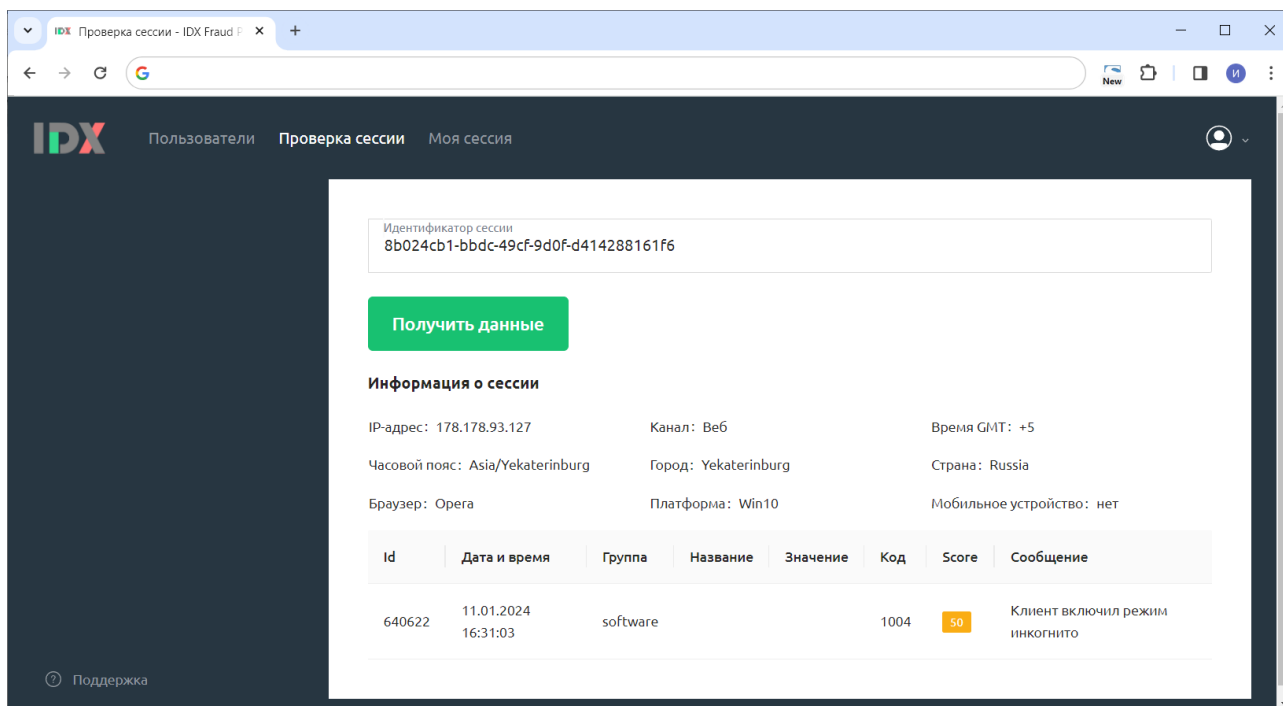 IDX Проверка сессии - IDX Fraud P
New
И
IDX
Пользователи Проверка сессии Моя сессия
Идентификатор сессии
8b024cb1-bbdc-49cf-9d0f-d414288161f6
Получить данные
Информация о сессии
IP-адрес: 178.178.93.127 Канал: Веб Время GMT: +5
Часовой пояс: Asia/Yekaterinburg Город: Yekaterinburg Страна: Russia
Браузер: Opera Платформа: Win10 Мобильное устройство: нет
Id Дата и время Группа Название Значение Код Score Сообщение
640622 11.01.2024 16:31:03 software 1004 50 Клиент включил режим инкогнито
Поддержка